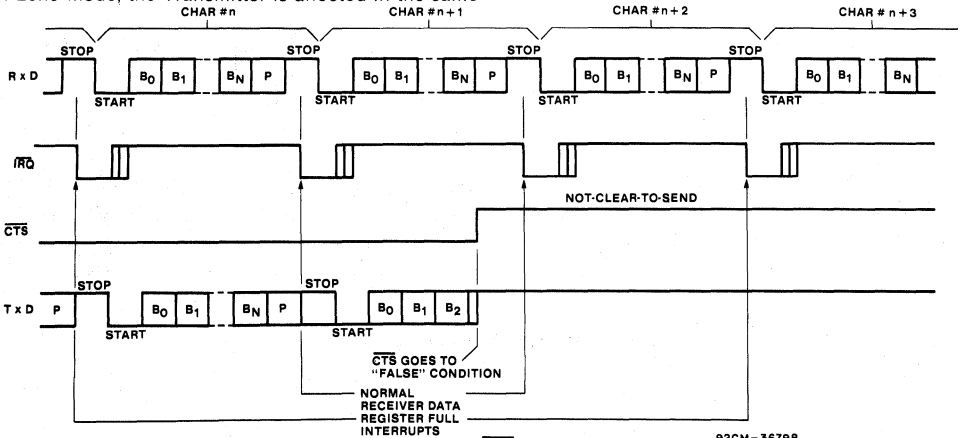 CHAR #n CHAR #n+1 CHAR #n+2 CHAR # n+3
STOP STOP STOP STOP
R x D B0 B1 BN P B0 B1 BN P B0 B1 BN P B0 B1 BN
START START START START
IRQ
NOT-CLEAR-TO-SEND
CTS
STOP STOP
T x D P B0 B1 BN P B0 B1 B2
START START
CTS GOES TO
"FALSE" CONDITION
NORMAL
RECEIVER DATA
REGISTER FULL
INTERRUPTS
92CM-36798